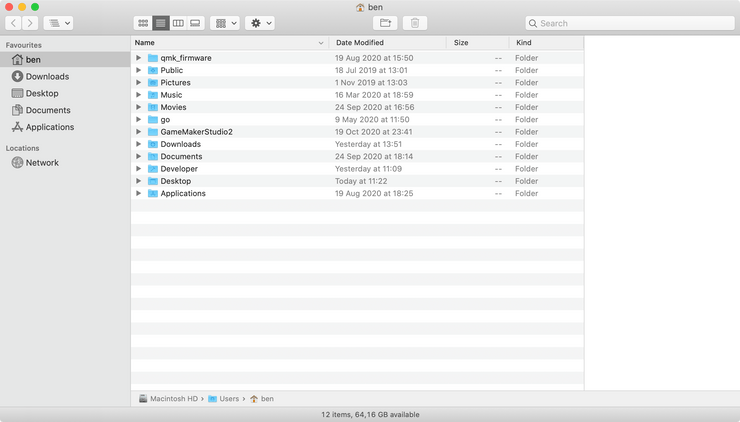 ben
Search
Favourites
ben
Downloads
Desktop
Documents
Applications
Locations
Network
Name Date Modified Size Kind
qmk_firmware 19 Aug 2020 at 15:50 -- Folder
Public 18 Jul 2019 at 13:01 -- Folder
Pictures 1 Nov 2019 at 13:03 -- Folder
Music 16 Mar 2020 at 18:59 -- Folder
Movies 24 Sep 2020 at 16:56 -- Folder
go 9 May 2020 at 11:50 -- Folder
GameMakerStudio2 19 Oct 2020 at 23:41 -- Folder
Downloads Yesterday at 13:51 -- Folder
Documents 24 Sep 2020 at 18:14 -- Folder
Developer Yesterday at 11:09 -- Folder
Desktop Today at 11:22 -- Folder
Applications 19 Aug 2020 at 18:25 -- Folder
Macintosh HD › Users › ben
12 items, 64,16 GB available